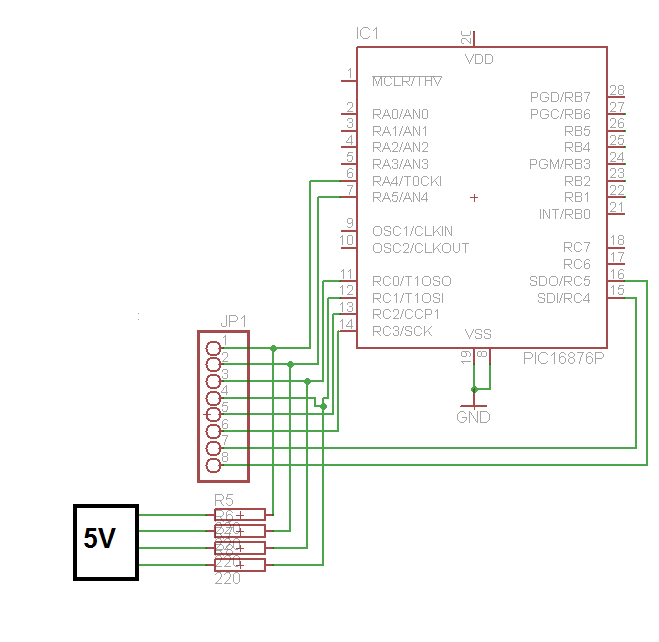 IC1
20
VDD
1 MCLR/THV
PGD/RB7 28
2 RA0/AN0 PGC/RB6 27
3 RA1/AN1 RB5 26
4 RA2/AN2 RB4 25
5 RA3/AN3 PGM/RB3 24
6 RA4/T0CKI RB2 23
7 RA5/AN4 RB1 22
INT/RB0 21
9 OSC1/CLKIN RC7 18
10 OSC2/CLKOUT RC6 17
11 RC0/T1OSO SDO/RC5 16
12 RC1/T1OSI SDI/RC4 15
13 RC2/CCP1
14 RC3/SCK
VSS
19 8
PIC16876P
GND
JP1
1
2
3
4
5
6
7
8
R5
R6
5V
220
220